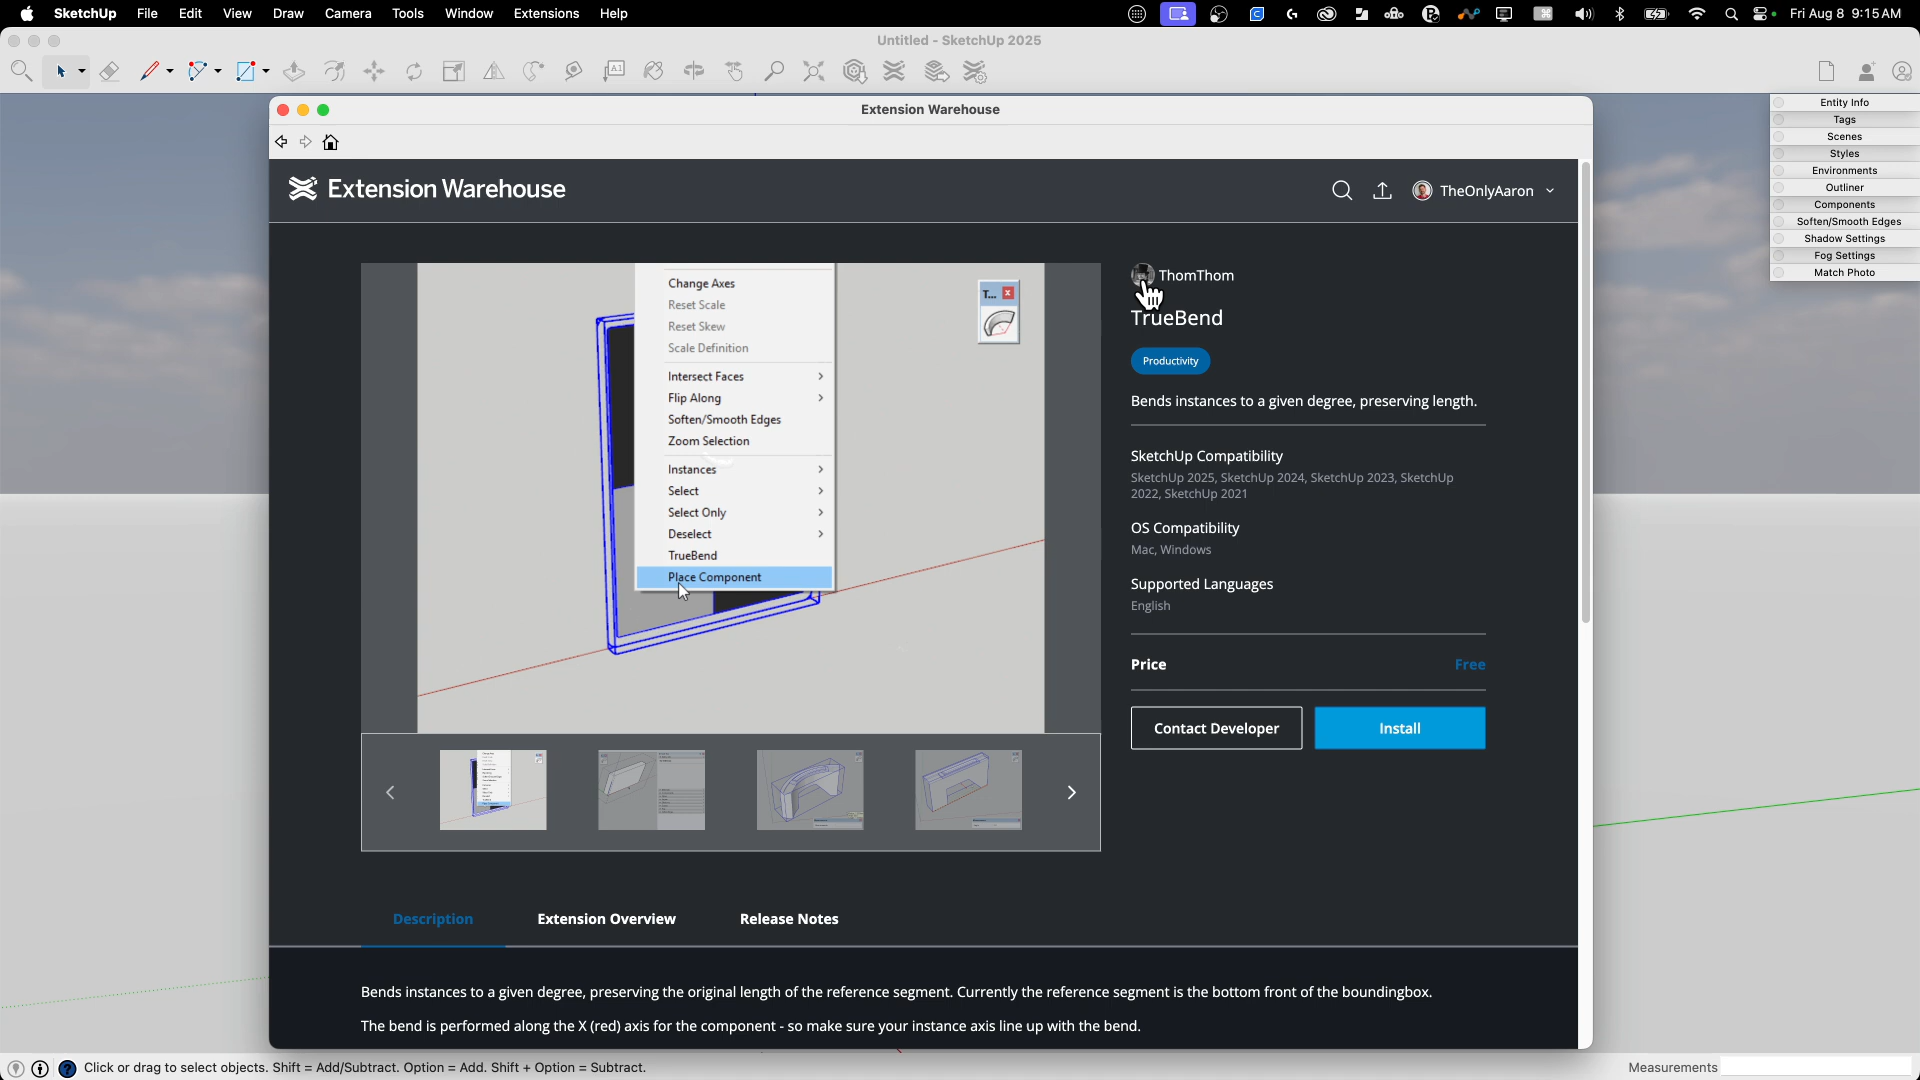 SketchUp File Edit View Draw Camera Tools Window Extensions Help
Fri Aug 8 9:15 AM
Untitled - SketchUp 2025
A1
Extension Warehouse
Entity Info
Tags
Scenes
Styles
Environments
Outliner
Components
Soften/Smooth Edges
Shadow Settings
Fog Settings
Match Photo
Extension Warehouse
TheOnlyAaron
Change Axes
Reset Scale
Reset Skew
Scale Definition
Intersect Faces
Flip Along
Soften/Smooth Edges
Zoom Selection
Instances
Select
Select Only
Deselect
TrueBend
Place Component
T...
ThomThom
TrueBend
Productivity
Bends instances to a given degree, preserving length.
SketchUp Compatibility
SketchUp 2025, SketchUp 2024, SketchUp 2023, SketchUp
2022, SketchUp 2021
OS Compatibility
Mac, Windows
Supported Languages
English
Price Free
Contact Developer Install
Description Extension Overview Release Notes
Bends instances to a given degree, preserving the original length of the reference segment. Currently the reference segment is the bottom front of the boundingbox.
The bend is performed along the X (red) axis for the component - so make sure your instance axis line up with the bend.
Click or drag to select objects. Shift = Add/Subtract. Option = Add. Shift + Option = Subtract.
Measurements